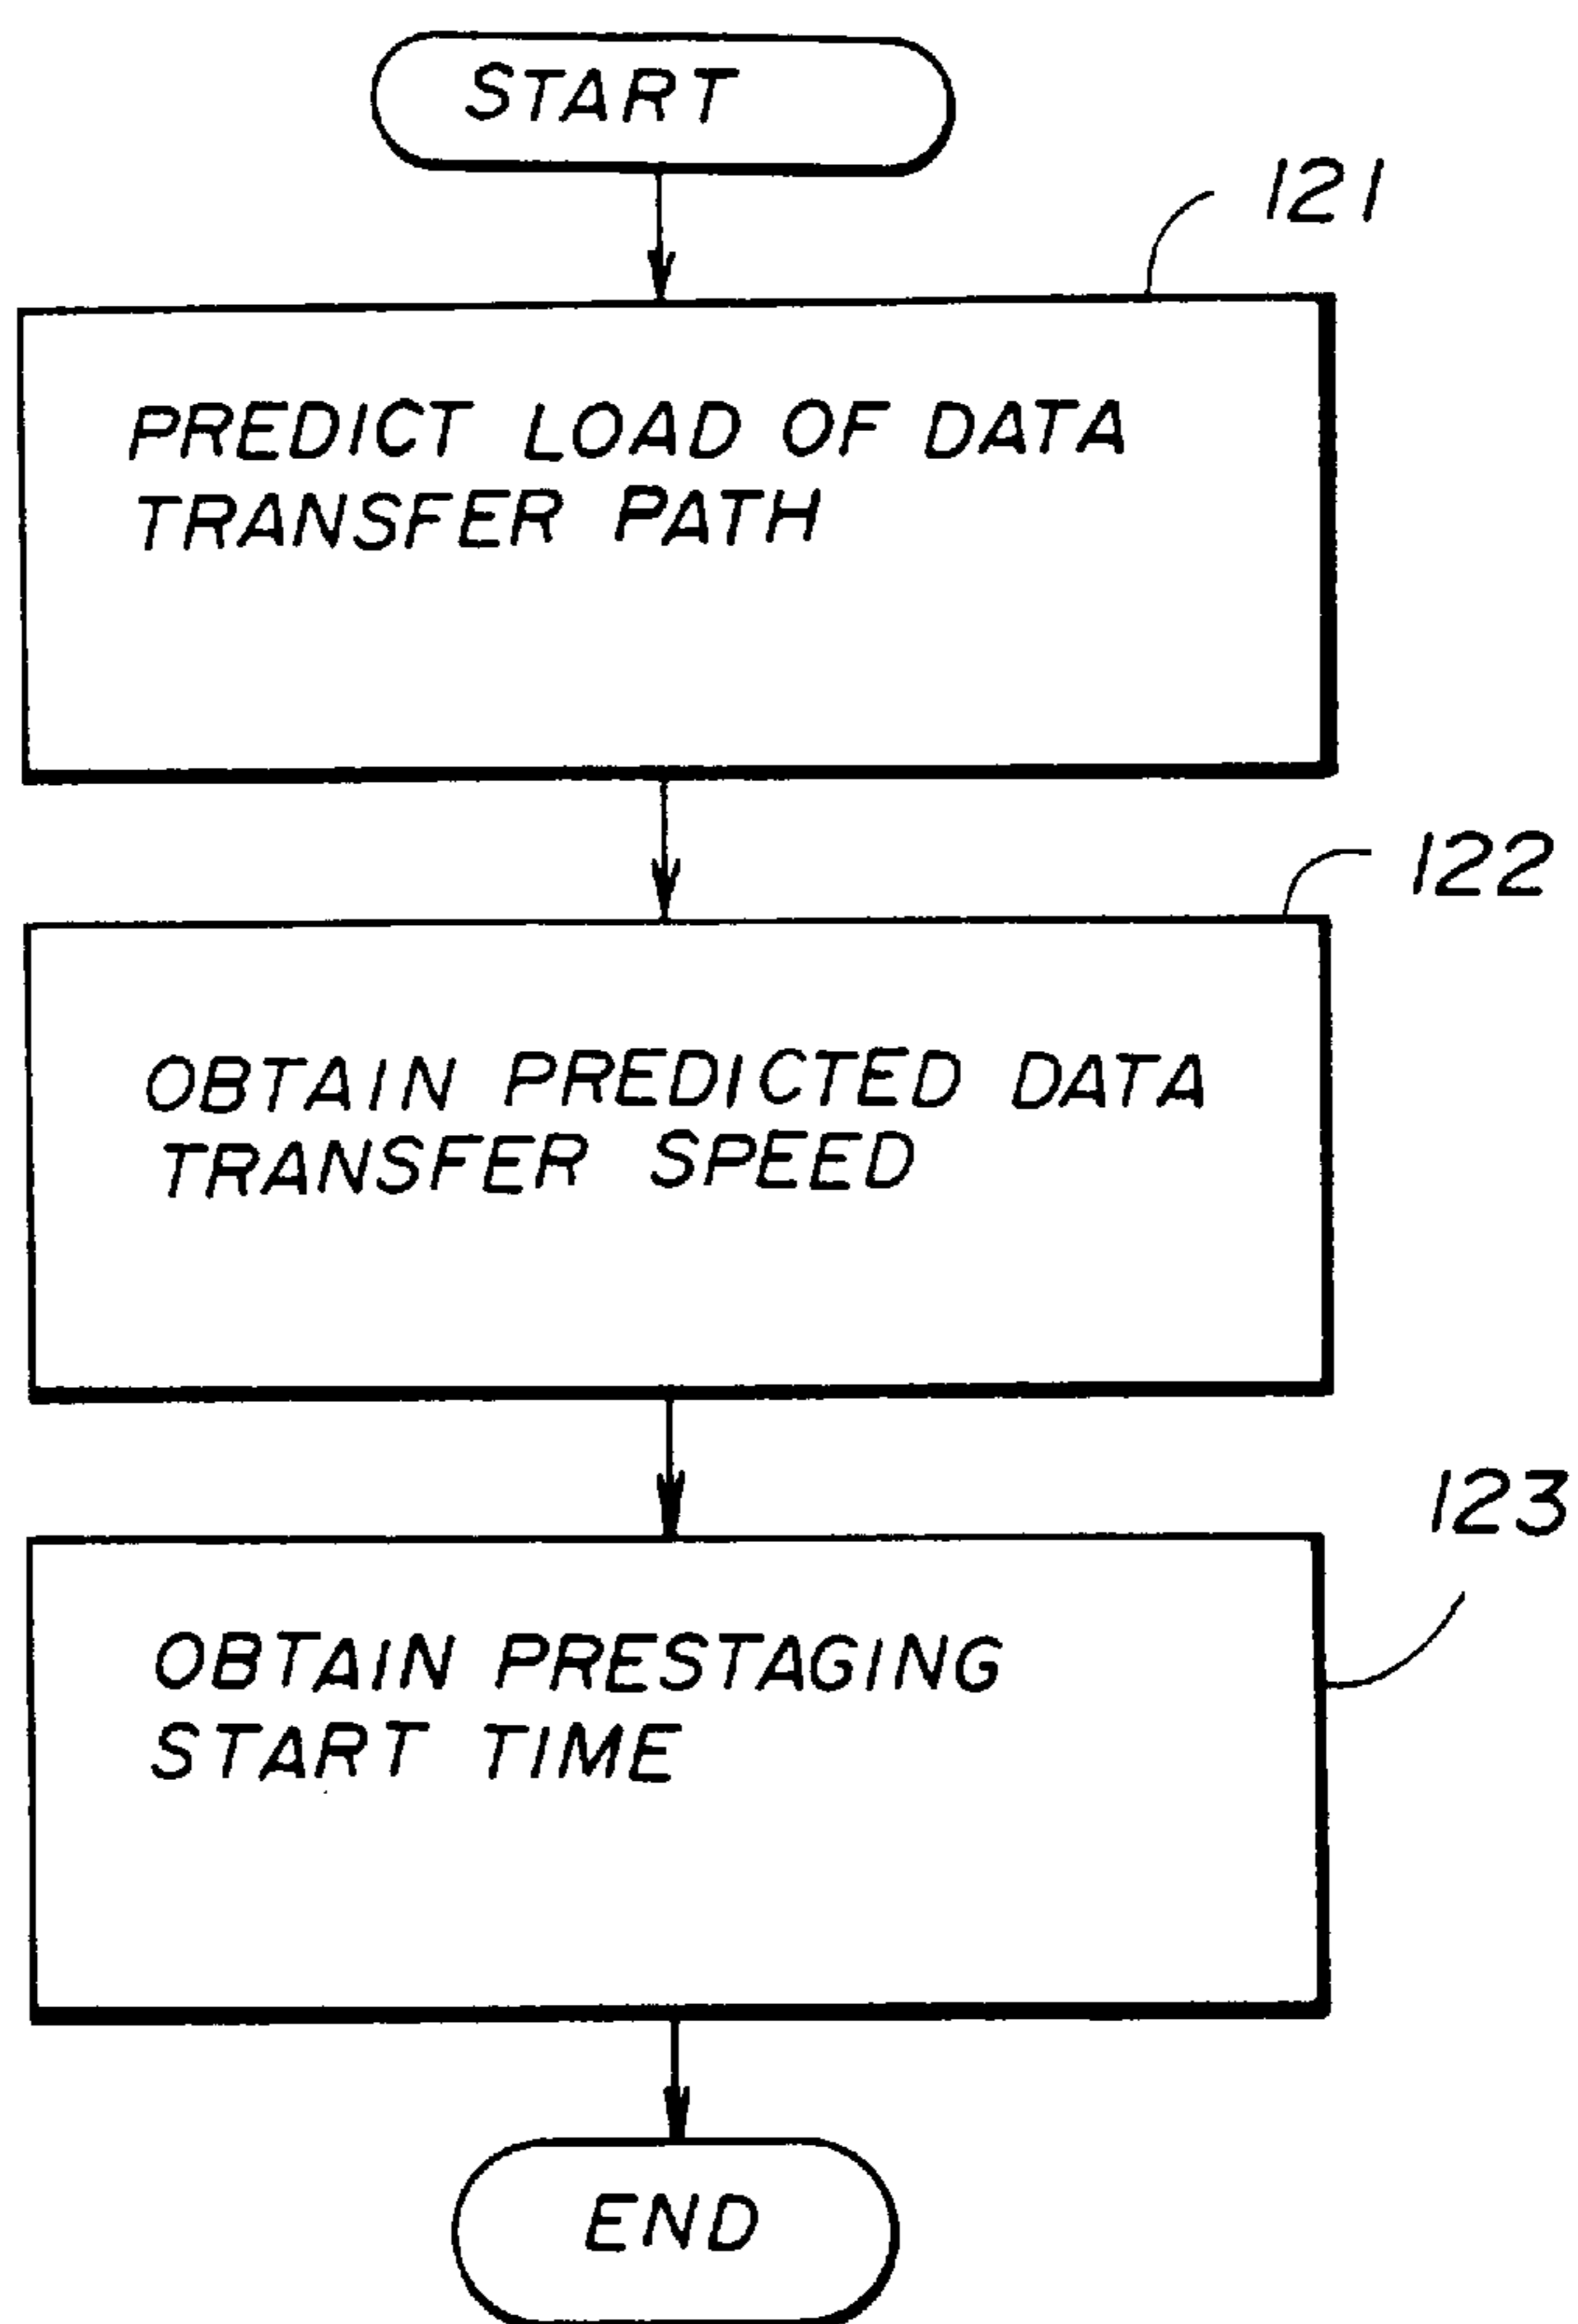 START
121
PREDICT LOAD OF DATA
TRANSFER PATH
122
OBTAIN PREDICTED DATA
TRANSFER SPEED
123
OBTAIN PRESTAGING
START TIME
END